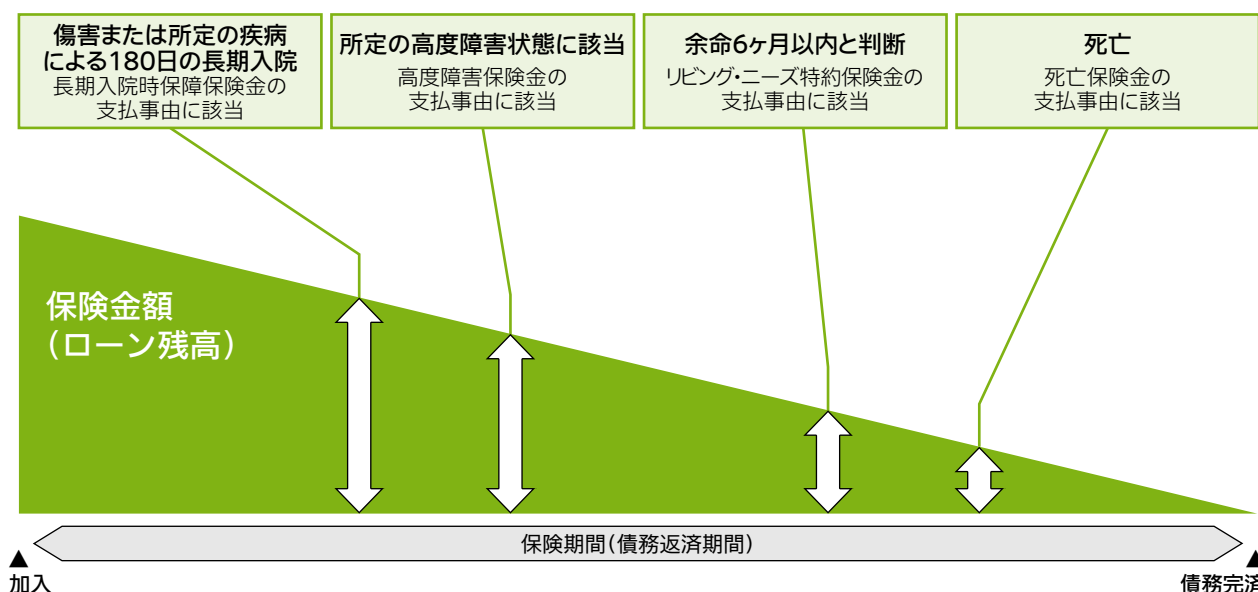 傷害または所定の疾病
による180日の長期入院
長期入院時保障保険金の
支払事由に該当
所定の高度障害状態に該当
高度障害保険金の
支払事由に該当
余命6ヶ月以内と判断
リビング・ニーズ特約保険金の
支払事由に該当
死亡
死亡保険金の
支払事由に該当
保険金額
（ローン残高）
保険期間（債務返済期間）
▲
加入
▲
債務完済